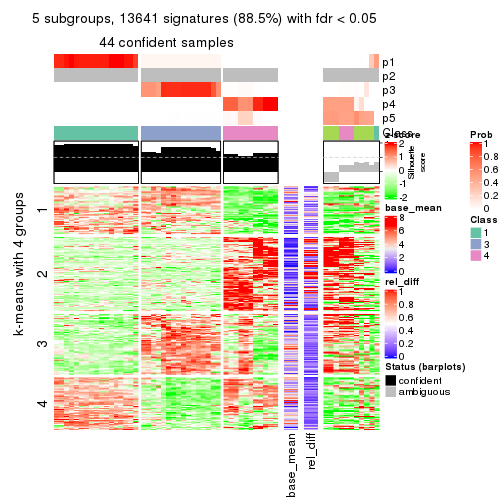 5 subgroups, 13641 signatures (88.5%) with fdr < 0.05
44 confident samples
p1
p2
p3
p4
p5
Class
Silhouette
score
k-means with 4 groups
1
2
3
4
base_mean
rel_diff
z-score
2
1
0
-1
-2
base_mean
8
6
4
2
0
rel_diff
1
0.8
0.6
0.4
0.2
0
Status (barplots)
confident
ambiguous
Prob
1
0.8
0.6
0.4
0.2
0
Class
1
3
4